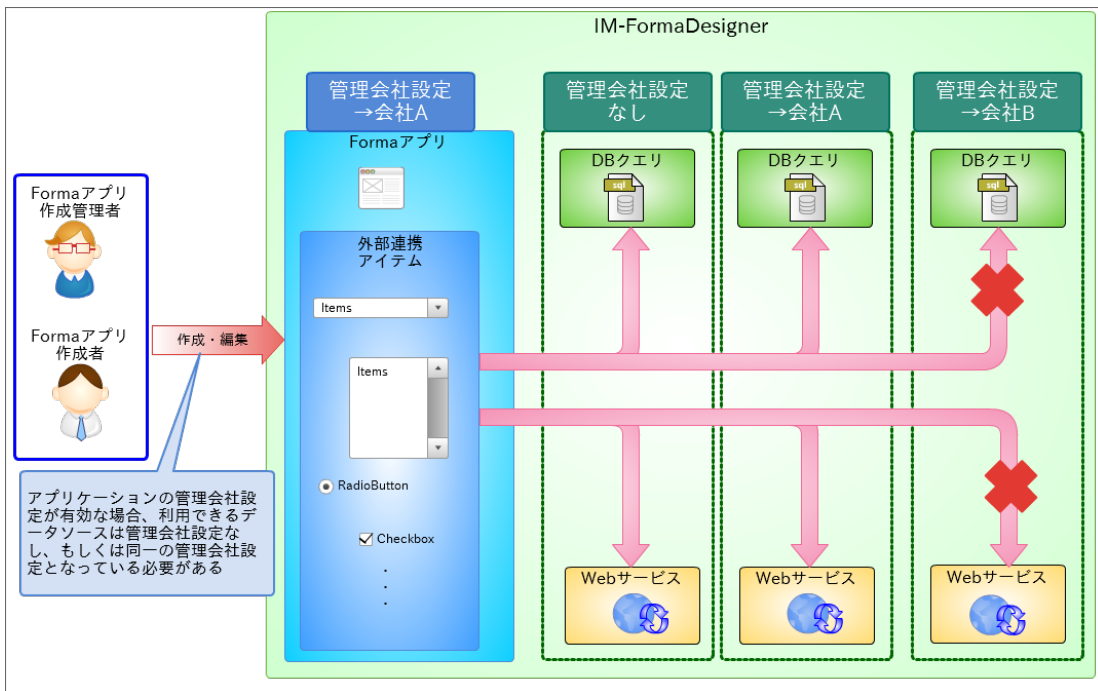 IM-FormaDesigner
管理会社設定
→会社A
管理会社設定
なし
管理会社設定
→会社A
管理会社設定
→会社B
Formaアプリ
作成管理者
Formaアプリ
作成者
作成・編集
アプリケーションの管理会社設
定が有効な場合、利用できるデ
ータソースは管理会社設定な
し、もしくは同一の管理会社設
定となっている必要がある
Formaアプリ
外部連携
アイテム
Items
Items
RadioButton
Checkbox
.
.
.
DBクエリ
sql
DBクエリ
sql
DBクエリ
sql
Webサービス
Webサービス
Webサービス